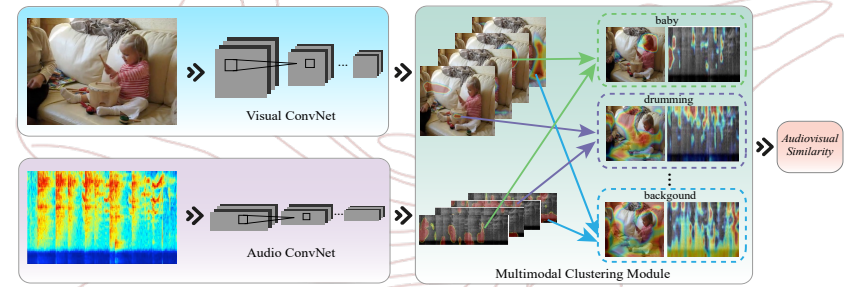 Visual ConvNet
Audio ConvNet
baby
drumming
backgound
Multimodal Clustering Module
Audiovisual
Similarity